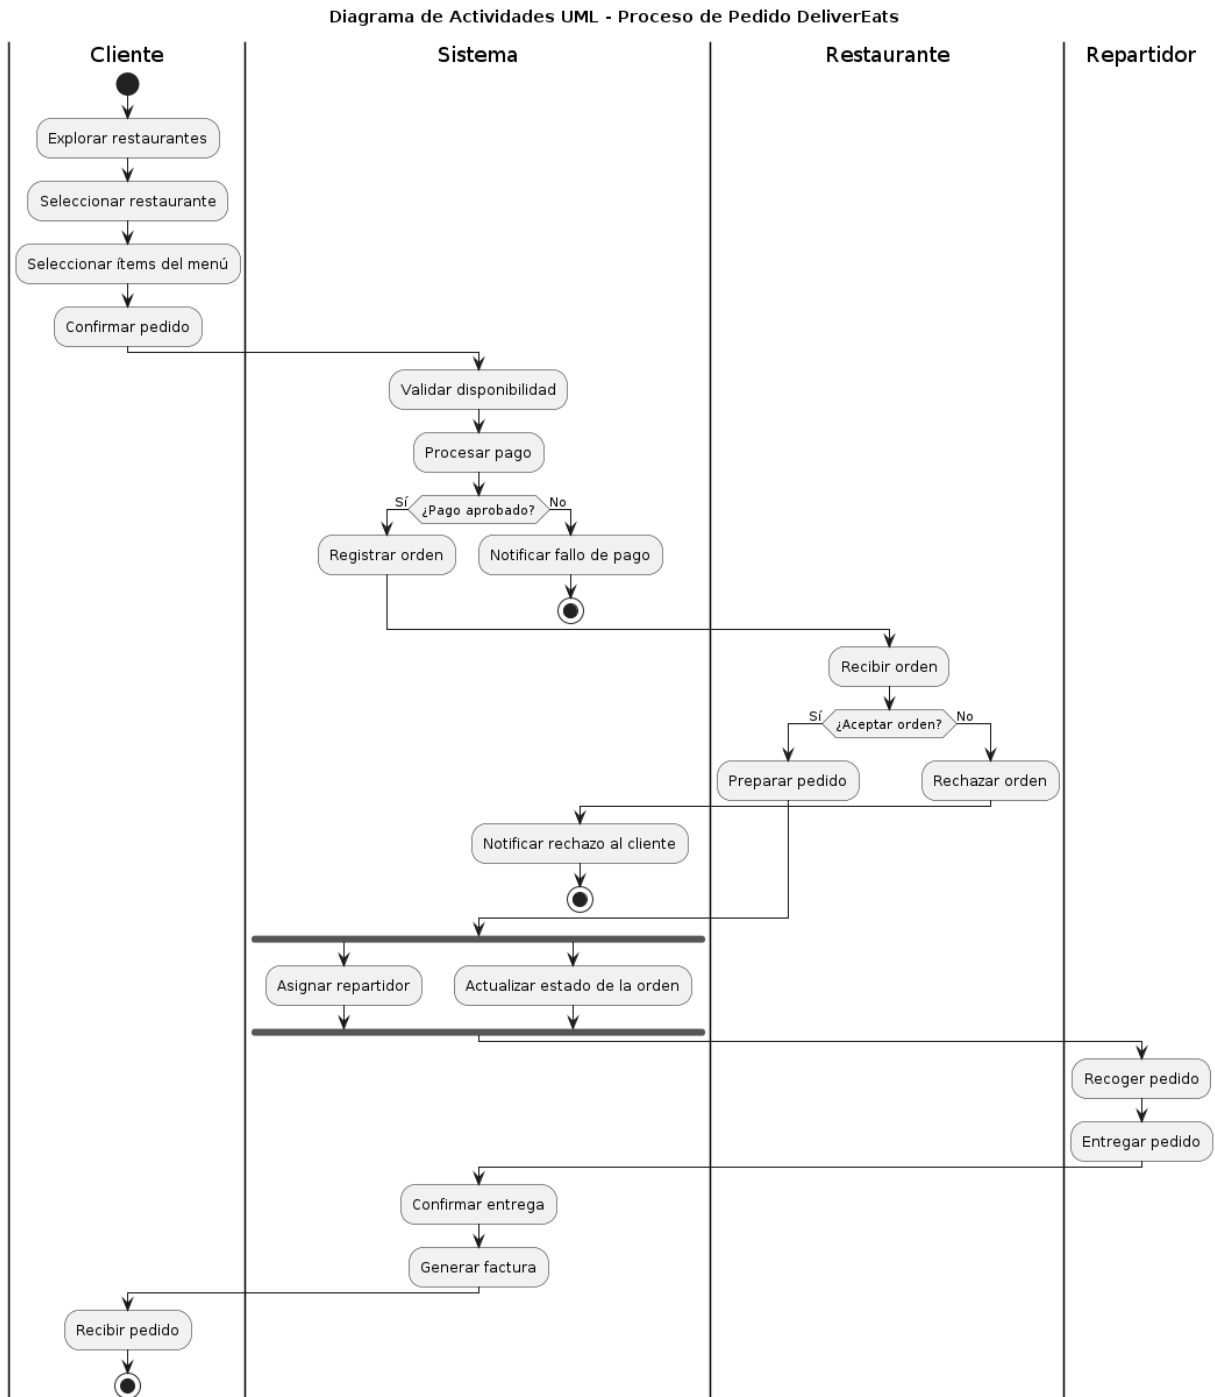 Diagrama de Actividades UML - Proceso de Pedido DeliverEats
Cliente
Sistema
Restaurante
Repartidor
Explorar restaurantes
Seleccionar restaurante
Seleccionar ítems del menú
Confirmar pedido
Validar disponibilidad
Procesar pago
Sí
¿Pago aprobado?
No
Registrar orden
Notificar fallo de pago
Recibir orden
Sí
¿Aceptar orden?
No
Preparar pedido
Rechazar orden
Notificar rechazo al cliente
Asignar repartidor
Actualizar estado de la orden
Recoger pedido
Entregar pedido
Confirmar entrega
Generar factura
Recibir pedido